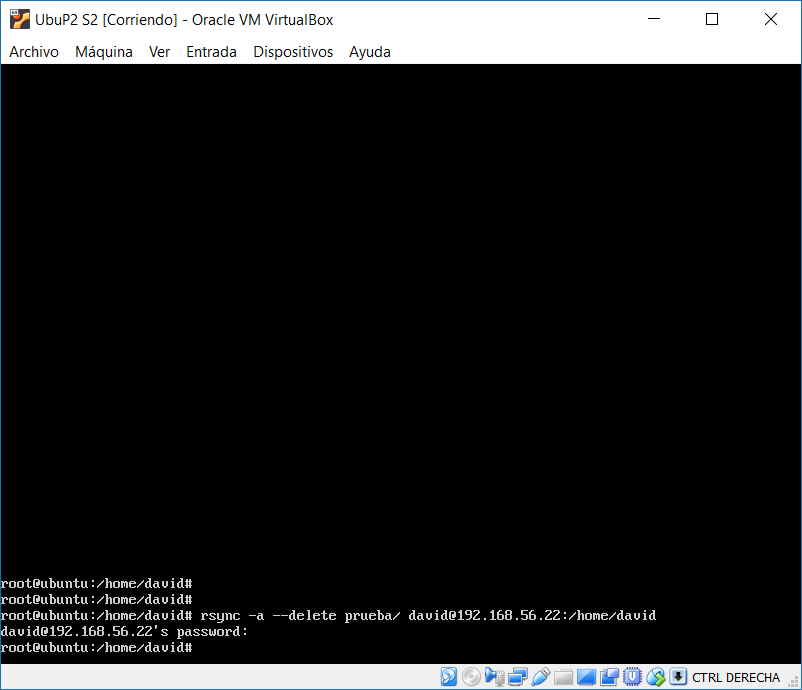 UbuP2 S2 [Corriendo] - Oracle VM VirtualBox
Archivo Máquina Ver Entrada Dispositivos Ayuda
root@ubuntu:/home/david#
root@ubuntu:/home/david#
root@ubuntu:/home/david# rsync -a --delete prueba/ david@192.168.56.22:/home/david
david@192.168.56.22's password:
root@ubuntu:/home/david#
CTRL DERECHA